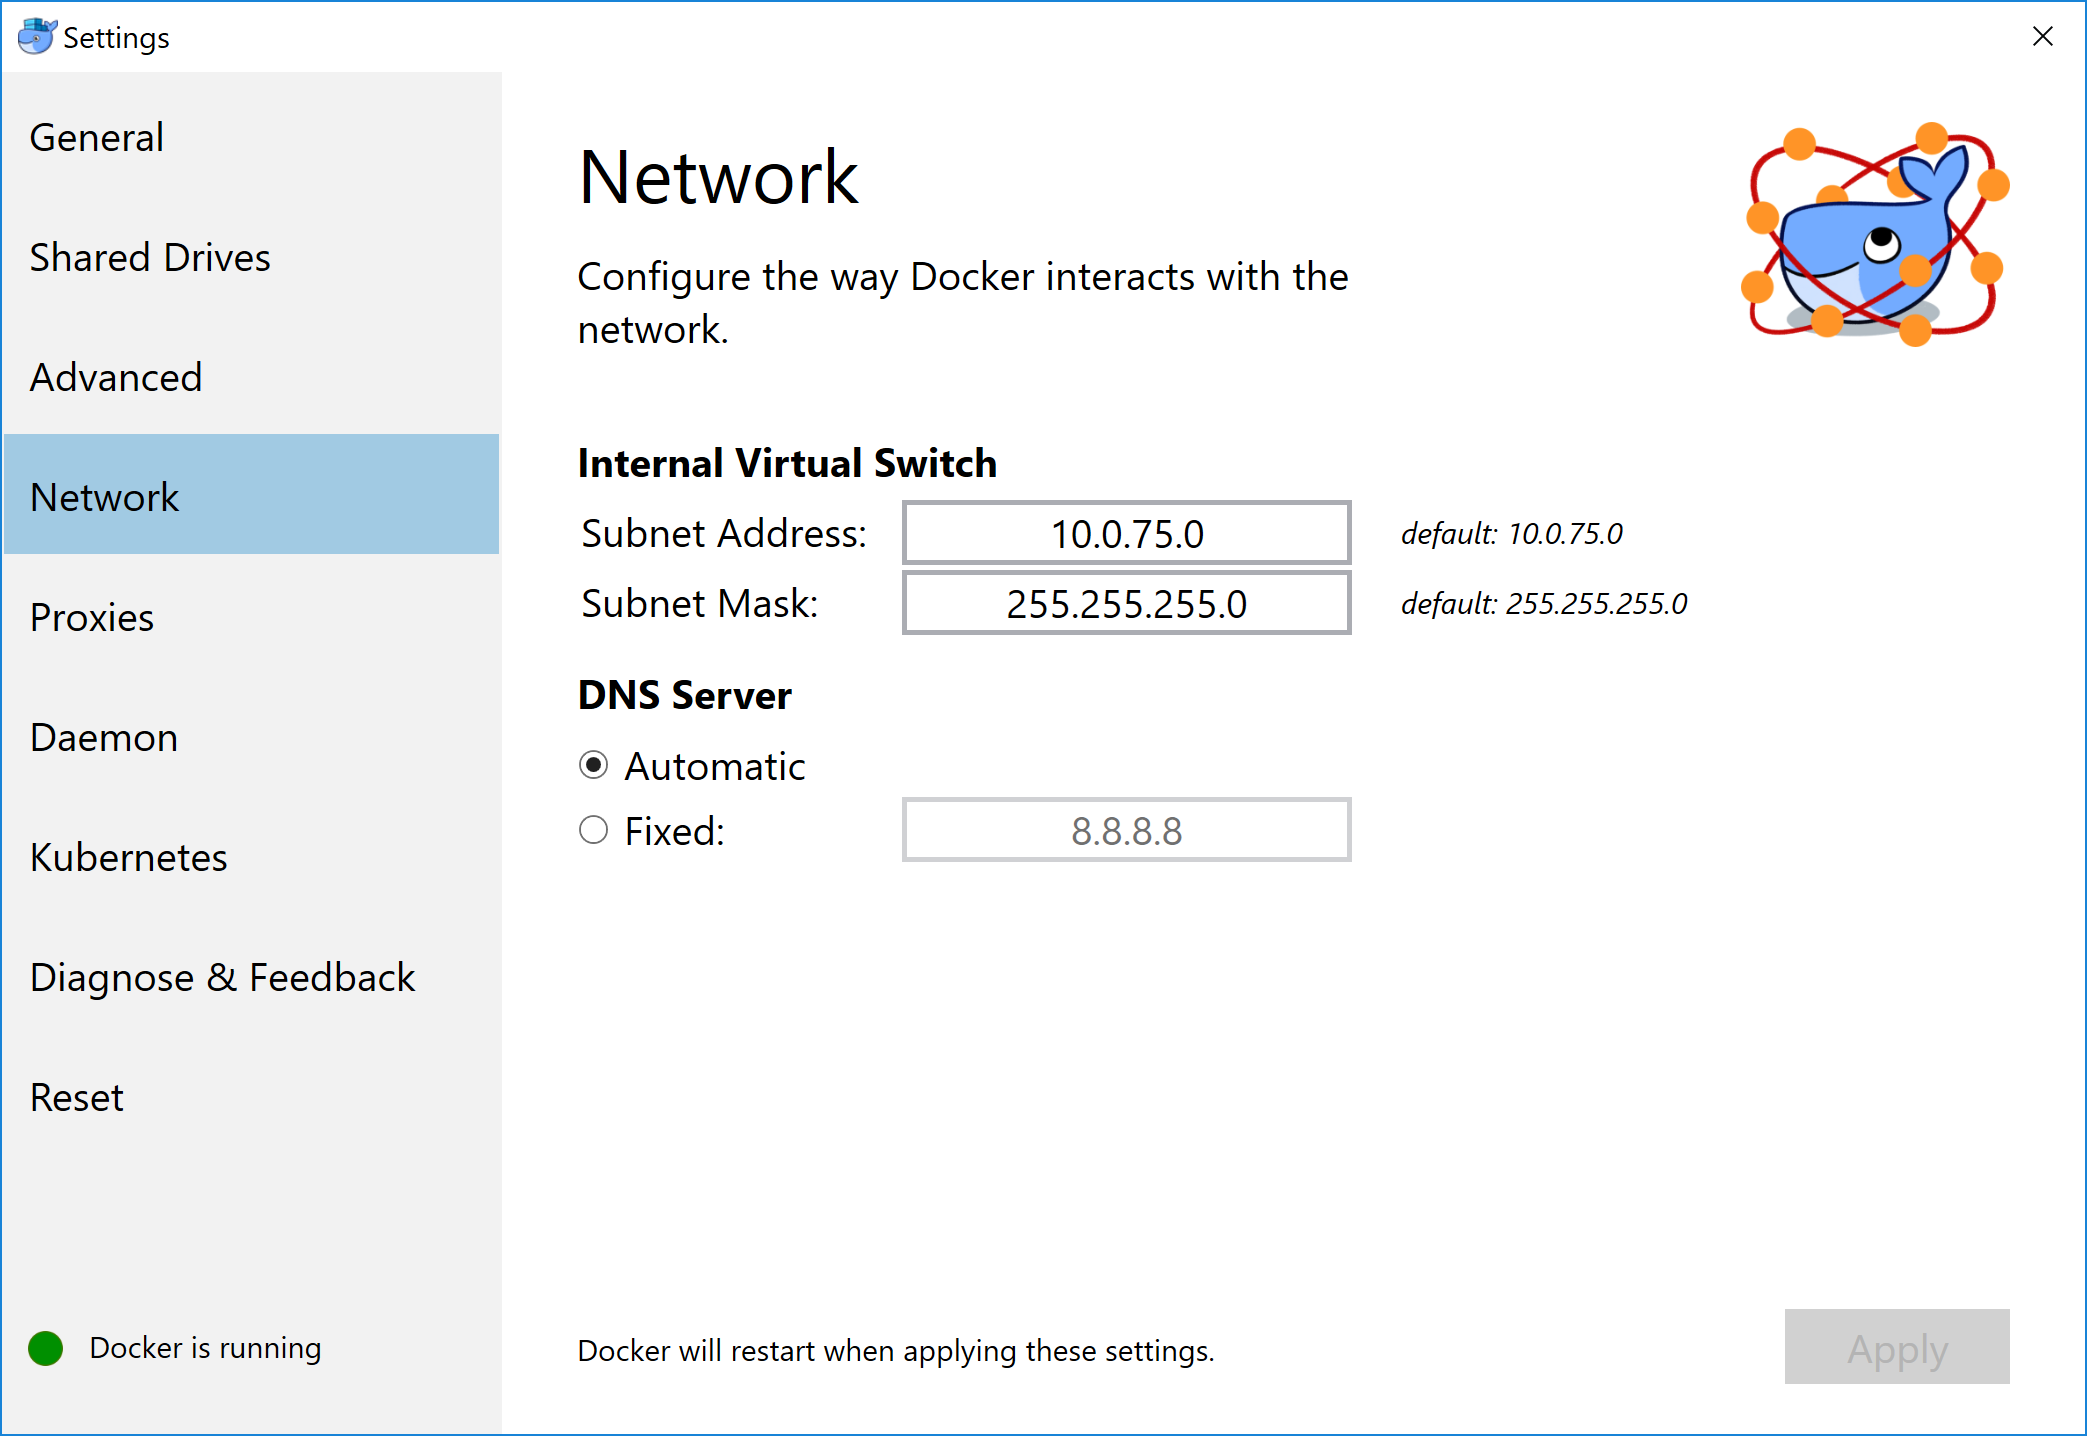 Settings
General
Shared Drives
Advanced
Network
Proxies
Daemon
Kubernetes
Diagnose & Feedback
Reset
Docker is running
Network
Configure the way Docker interacts with the
network.
Internal Virtual Switch
Subnet Address: 10.0.75.0 default: 10.0.75.0
Subnet Mask: 255.255.255.0 default: 255.255.255.0
DNS Server
Automatic
Fixed: 8.8.8.8
Docker will restart when applying these settings.
Apply